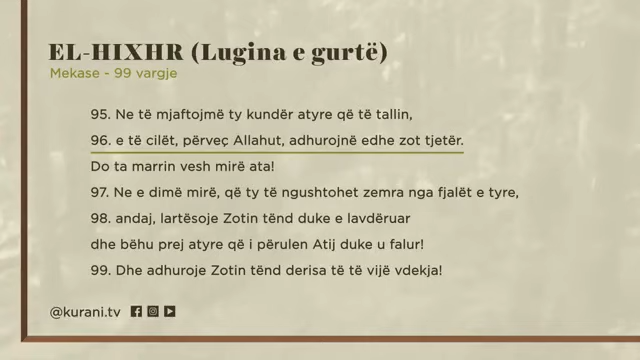 EL-HIXHR (Lugina e gurtë)
Mekase - 99 vargje
95. Ne të mjaftojmë ty kundër atyre që të tallin,
96. e të cilët, përveç Allahut, adhurojnë edhe zot tjetër.
Do ta marrin vesh mirë ata!
97. Ne e dimë mirë, që ty të ngushtohet zemra nga fjalët e tyre,
98. andaj, lartësoje Zotin tënd duke e lavdëruar
dhe bëhu prej atyre që i përulen Atij duke u falur!
99. Dhe adhuroje Zotin tënd derisa të të vijë vdekja!
@kurani.tv